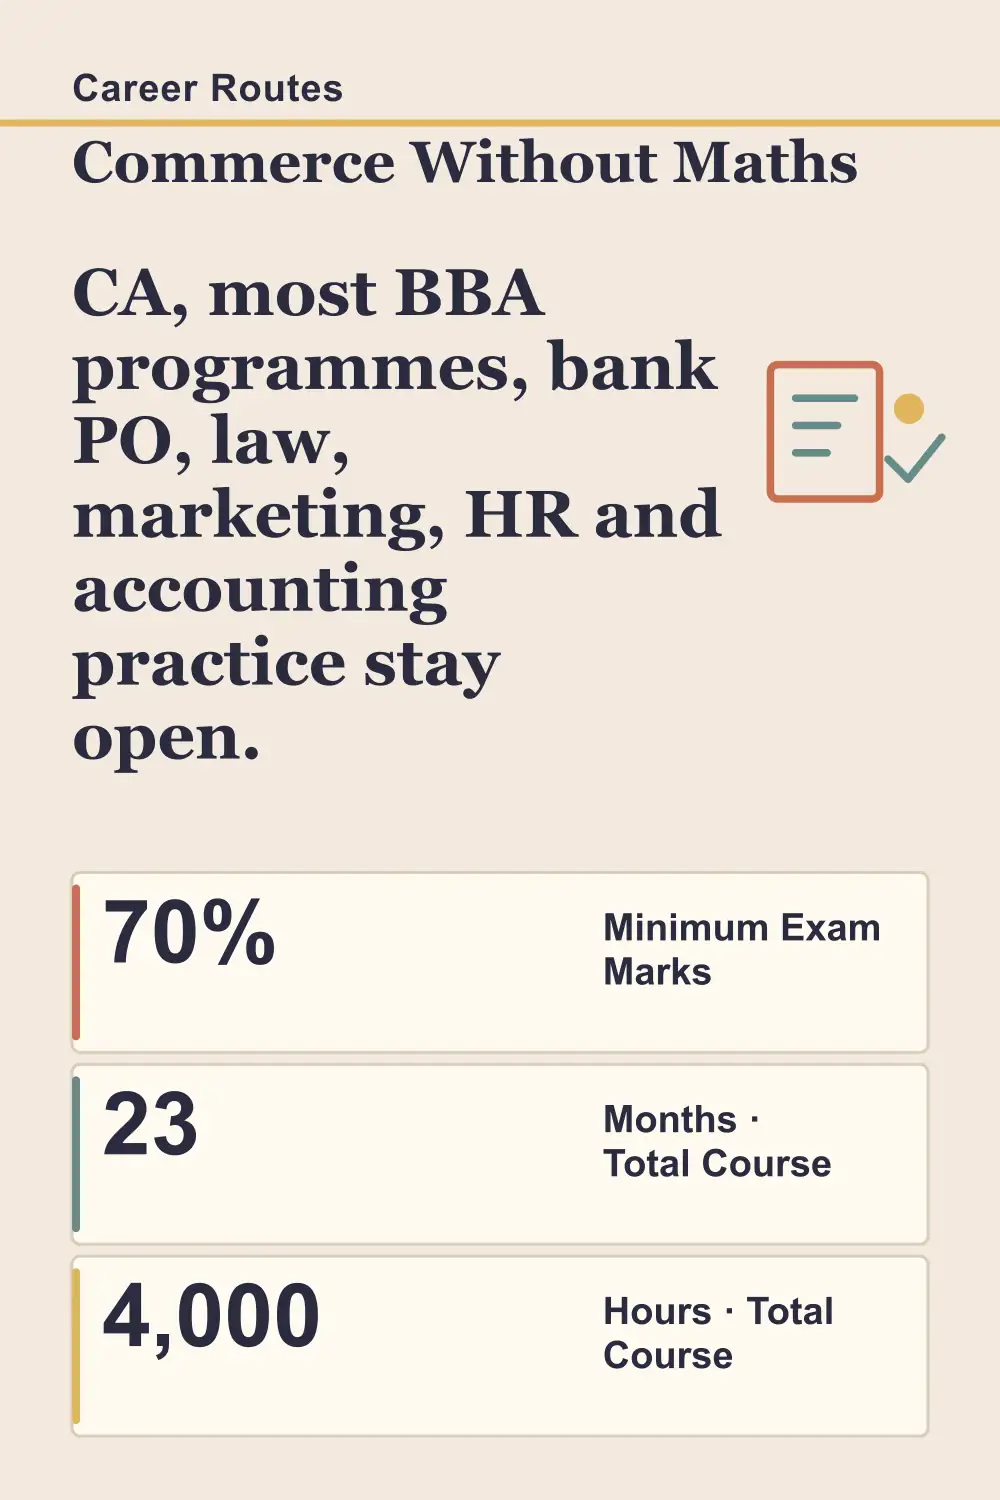 Career Routes
Commerce Without Maths
CA, most BBA
programmes, bank
PO, law,
marketing, HR and
accounting
practice stay
open.
70%
Minimum Exam
Marks
23
Months ·
Total Course
4,000
Hours · Total
Course